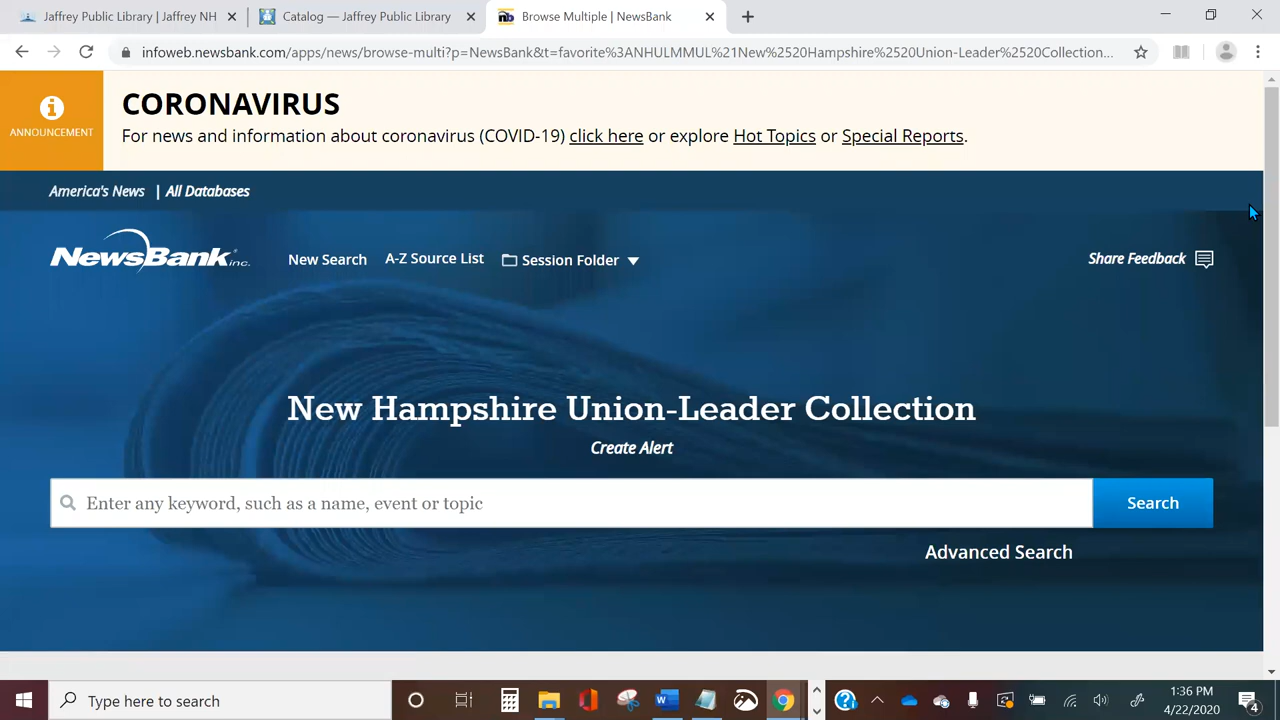 Jaffrey Public Library | Jaffrey NH
Catalog — Jaffrey Public Library
Browse Multiple | NewsBank
infoweb.newsbank.com/apps/news/browse-multi?p=NewsBank&t=favorite%3ANHULMMUL%21New%2520Hampshire%2520Union-Leader%2520Collection...
CORONAVIRUS
ANNOUNCEMENT
For news and information about coronavirus (COVID-19) click here or explore Hot Topics or Special Reports.
America's News | All Databases
NewsBank inc.
New Search
A-Z Source List
Session Folder
Share Feedback
New Hampshire Union-Leader Collection
Create Alert
Enter any keyword, such as a name, event or topic
Search
Advanced Search
Type here to search
1:36 PM
4/22/2020
4